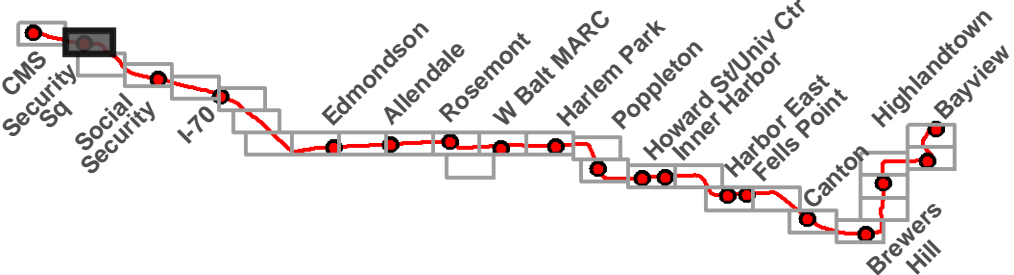 CMS
Security
Sq
Social
Security
I-70
Edmondson
Allendale
Rosemont
W Balt MARC
Harlem Park
Poppleton
Howard St/Univ Ctr
Inner Harbor
Harbor East
Fells Point
Canton
Brewers
Hill
Highlandtown
Bayview